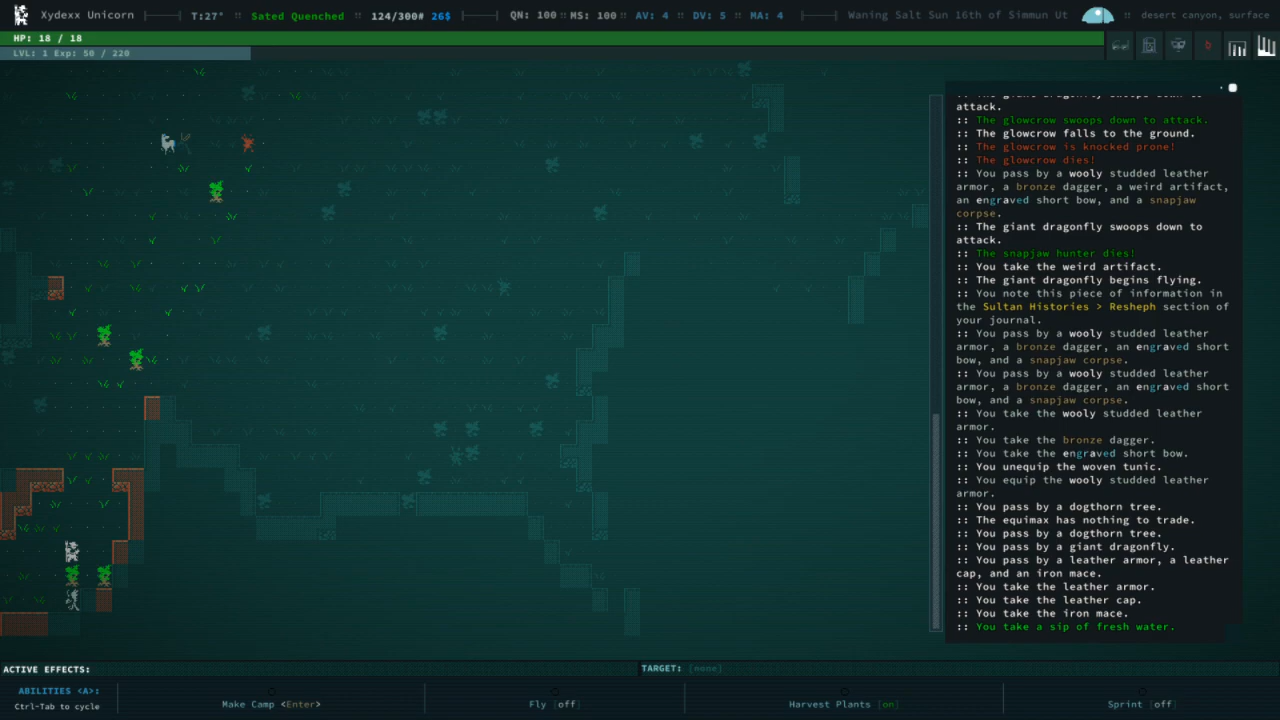 Xydexx Unicorn
T:27° :: Sated Quenched :: 124/300# 26$
QN: 100 :: MS: 100 :: AV: 4 :: DV: 5 :: MA: 4
Waning Salt Sun 16th of Simmun Ut :: desert canyon, surface
HP: 18 / 18
LVL: 1 Exp: 50 / 220
attack.
:: The glowcrow swoops down to attack.
:: The glowcrow falls to the ground.
:: The glowcrow is knocked prone!
:: The glowcrow dies!
:: You pass by a wooly studded leather
armor, a bronze dagger, a weird artifact,
an engraved short bow, and a snapjaw
corpse.
:: The giant dragonfly swoops down to
attack.
:: The snapjaw hunter dies!
:: You take the weird artifact.
:: The giant dragonfly begins flying.
:: You note this piece of information in
the Sultan Histories > Resheph section of
your journal.
:: You pass by a wooly studded leather
armor, a bronze dagger, an engraved short
bow, and a snapjaw corpse.
:: You pass by a wooly studded leather
armor, a bronze dagger, an engraved short
bow, and a snapjaw corpse.
:: You take the wooly studded leather
armor.
:: You take the bronze dagger.
:: You take the engraved short bow.
:: You unequip the woven tunic.
:: You equip the wooly studded leather
armor.
:: You pass by a dogthorn tree.
:: The equimax has nothing to trade.
:: You pass by a dogthorn tree.
:: You pass by a giant dragonfly.
:: You pass by a leather armor, a leather
cap, and an iron mace.
:: You take the leather armor.
:: You take the leather cap.
:: You take the iron mace.
:: You take a sip of fresh water.
ACTIVE EFFECTS:
TARGET: [none]
ABILITIES <A>:
Ctrl-Tab to cycle
Make Camp <Enter>
Fly [off]
Harvest Plants [on]
Sprint [off]